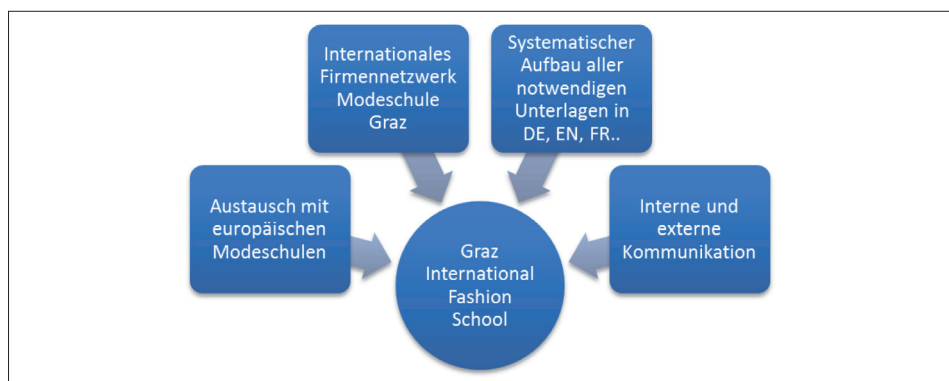 Internationales
Firmennetzwerk
Modeschule
Graz
Systematischer
Aufbau aller
notwendigen
Unterlagen in
DE, EN, FR..
Austausch mit
europäischen
Modeschulen
Interne und
externe
Kommunikation
Graz
International
Fashion
School